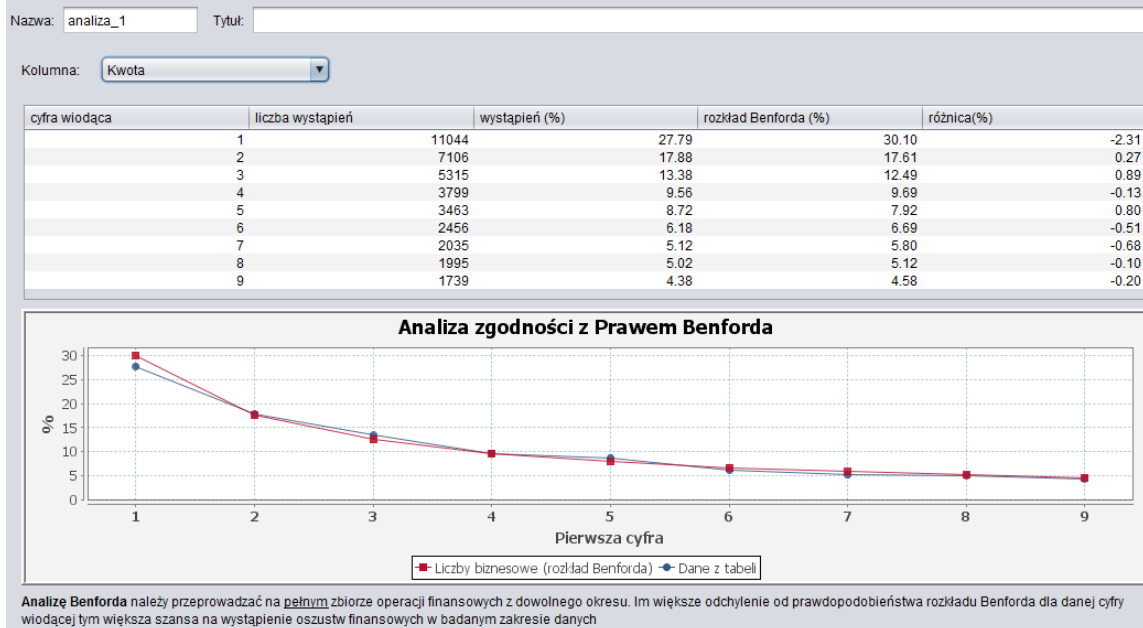 Nazwa: analiza_1 Tytuł:
Kolumna: Kwota
cyfra wiodąca liczba wystąpień wystąpień (%) rozkład Benforda (%) różnica(%)
1 11044 27.79 30.10 -2.31
2 7106 17.88 17.61 0.27
3 5315 13.38 12.49 0.89
4 3799 9.56 9.69 -0.13
5 3463 8.72 7.92 0.80
6 2456 6.18 6.69 -0.51
7 2035 5.12 5.80 -0.68
8 1995 5.02 5.12 -0.10
9 1739 4.38 4.58 -0.20
Analiza zgodności z Prawem Benforda
30
25
20
15
10
5
0
%
1 2 3 4 5 6 7 8 9
Pierwsza cyfra
Liczby biznesowe (rozkład Benforda) Dane z tabeli
Analizę Benforda należy przeprowadzać na pełnym zbiorze operacji finansowych z dowolnego okresu. Im większe odchylenie od prawdopodobieństwa rozkładu Benforda dla danej cyfry
wiodącej tym większa szansa na wystąpienie oszustw finansowych w badanym zakresie danych